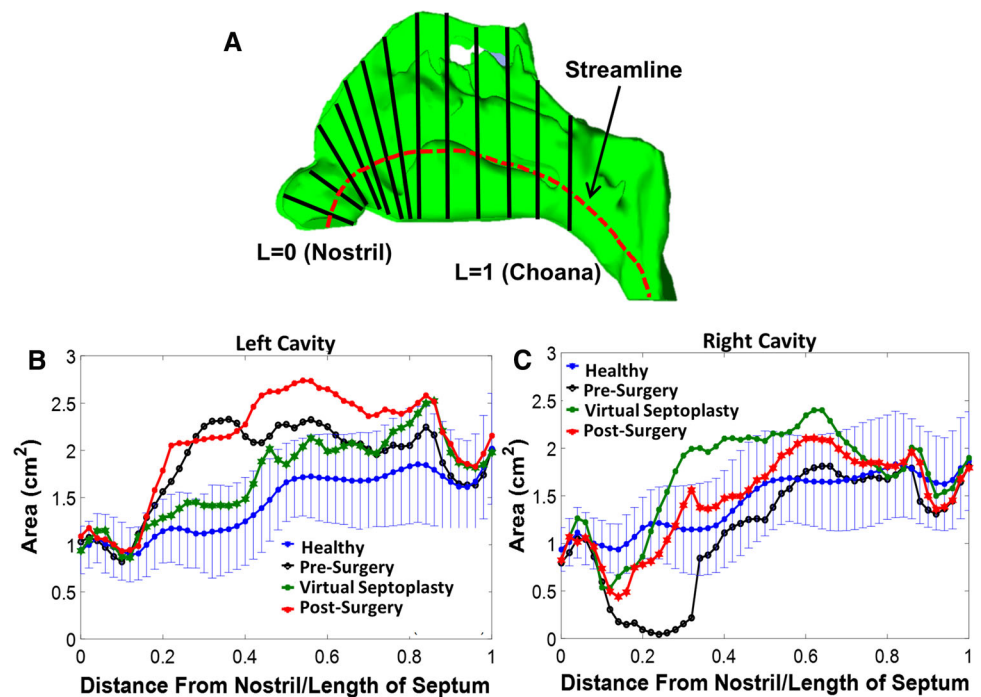 A
Streamline
L=0 (Nostril)
L=1 (Choana)
B
Left Cavity
3
2.5
2
1.5
1
0.5
0
Area (cm2)
Healthy
Pre-Surgery
Virtual Septoplasty
Post-Surgery
0 0.2 0.4 0.6 0.8 1
Distance From Nostril/Length of Septum
C
Right Cavity
3
2.5
2
1.5
1
0.5
0
Area (cm2)
Healthy
Pre-Surgery
Virtual Septoplasty
Post-Surgery
0 0.2 0.4 0.6 0.8 1
Distance From Nostril/Length of Septum